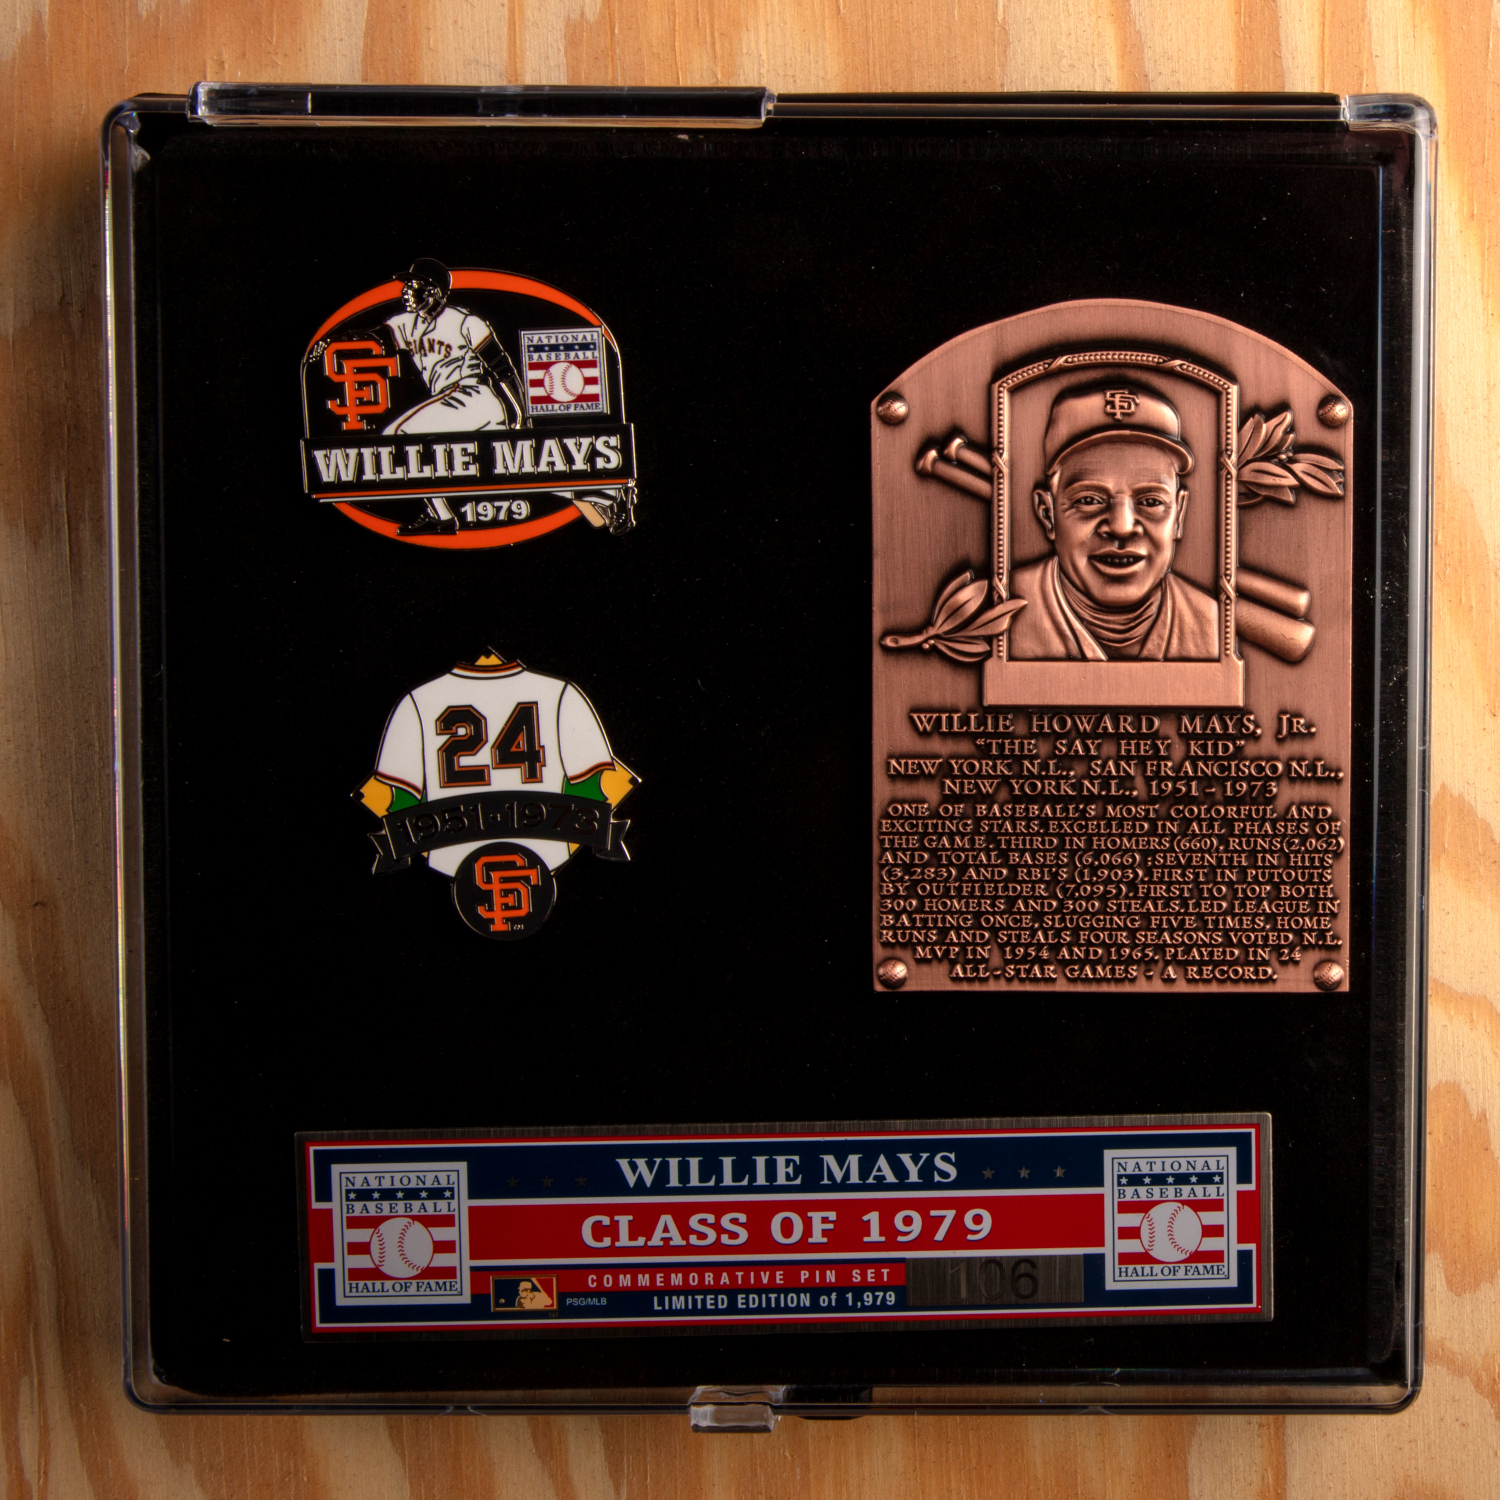 SF
GIANTS
NATIONAL
BASEBALL
HALL OF FAME
WILLIE MAYS
1979
24
1951-1973
SF
SF
WILLIE HOWARD MAYS, JR.
"THE SAY HEY KID"
NEW YORK N.L., SAN FRANCISCO N.L.,
NEW YORK N.L., 1951 - 1973
ONE OF BASEBALL'S MOST COLORFUL AND
EXCITING STARS. EXCELLED IN ALL PHASES OF
THE GAME. THIRD IN HOMERS (660), RUNS (2,062)
AND TOTAL BASES (6,066) ; SEVENTH IN HITS
(3,283) AND RBI'S (1,903). FIRST IN PUTOUTS
BY OUTFIELDER (7,095). FIRST TO TOP BOTH
300 HOMERS AND 300 STEALS. LED LEAGUE IN
BATTING ONCE, SLUGGING FIVE TIMES, HOME
RUNS AND STEALS FOUR SEASONS. VOTED N.L.
MVP IN 1954 AND 1965. PLAYED IN 24
ALL-STAR GAMES - A RECORD.
NATIONAL
BASEBALL
HALL OF FAME
WILLIE MAYS
CLASS OF 1979
COMMEMORATIVE PIN SET
PSG/MLB
LIMITED EDITION of 1,979
106
NATIONAL
BASEBALL
HALL OF FAME